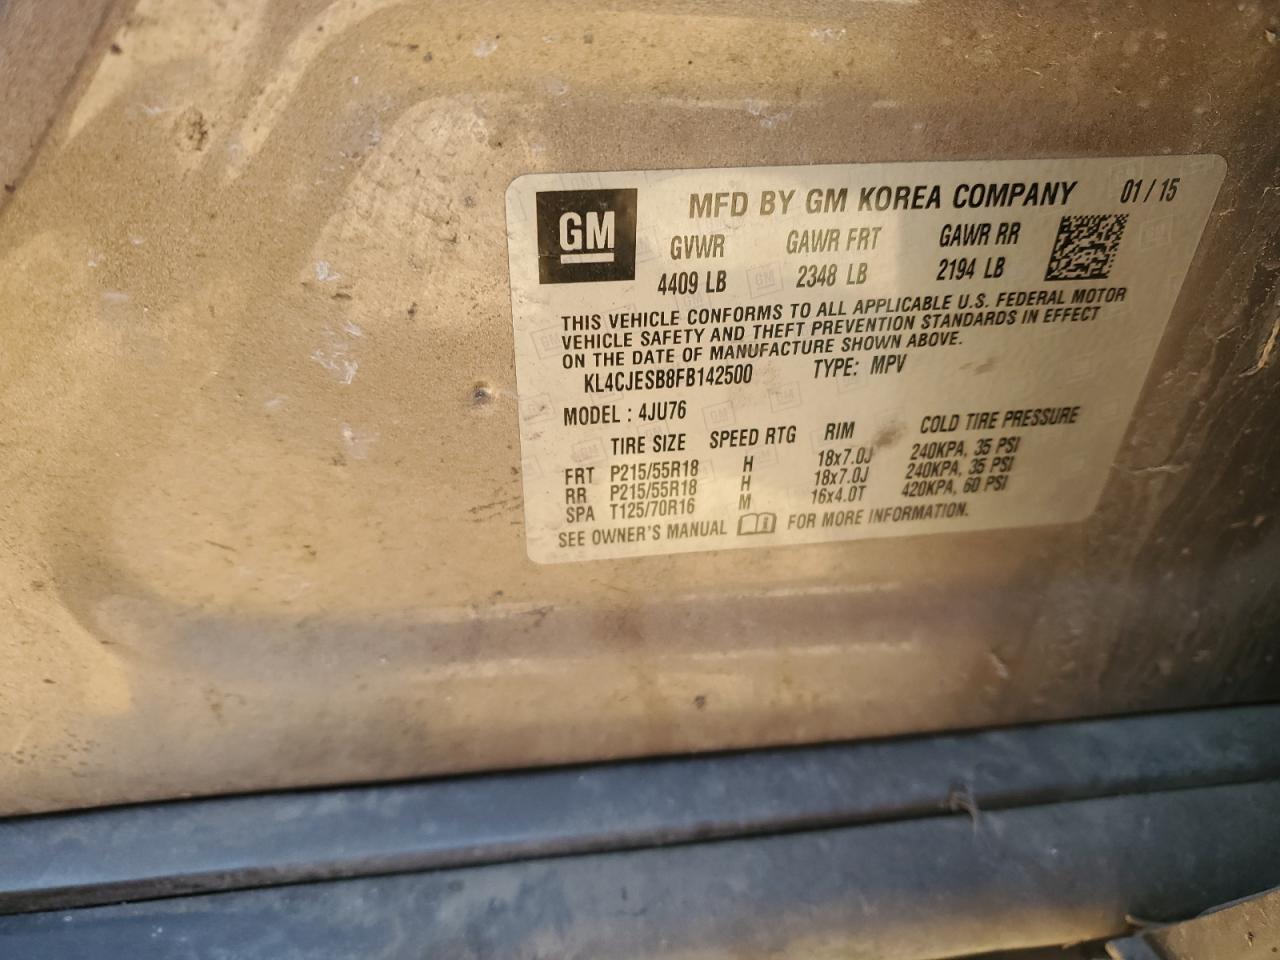 GM
MFD BY GM KOREA COMPANY 01/15
GVWR GAWR FRT GAWR RR
4409 LB 2348 LB 2194 LB
THIS VEHICLE CONFORMS TO ALL APPLICABLE U.S. FEDERAL MOTOR
VEHICLE SAFETY AND THEFT PREVENTION STANDARDS IN EFFECT
ON THE DATE OF MANUFACTURE SHOWN ABOVE.
KL4CJESB8FB142500 TYPE: MPV
MODEL : 4JU76
TIRE SIZE SPEED RTG RIM COLD TIRE PRESSURE
FRT P215/55R18 H 18x7.0J 240KPA, 35 PSI
RR P215/55R18 H 18x7.0J 240KPA, 35 PSI
SPA T125/70R16 M 16x4.0T 420KPA, 60 PSI
SEE OWNER'S MANUAL FOR MORE INFORMATION.